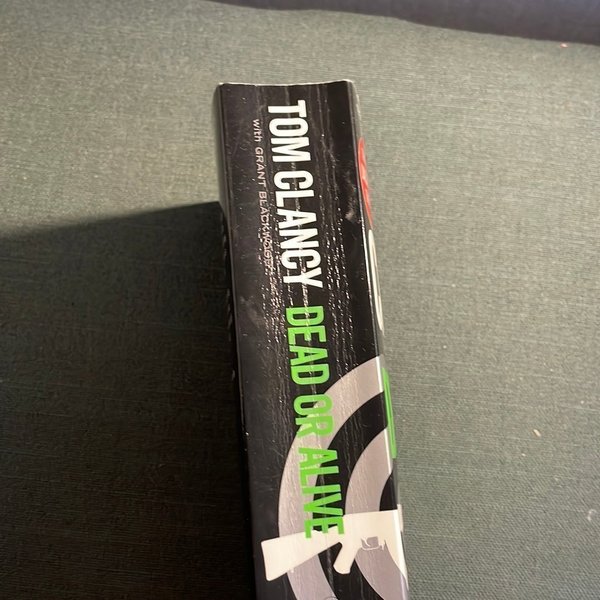 TOM CLANCY DEAD OR ALIVE
with GRANT BLACKWOOD